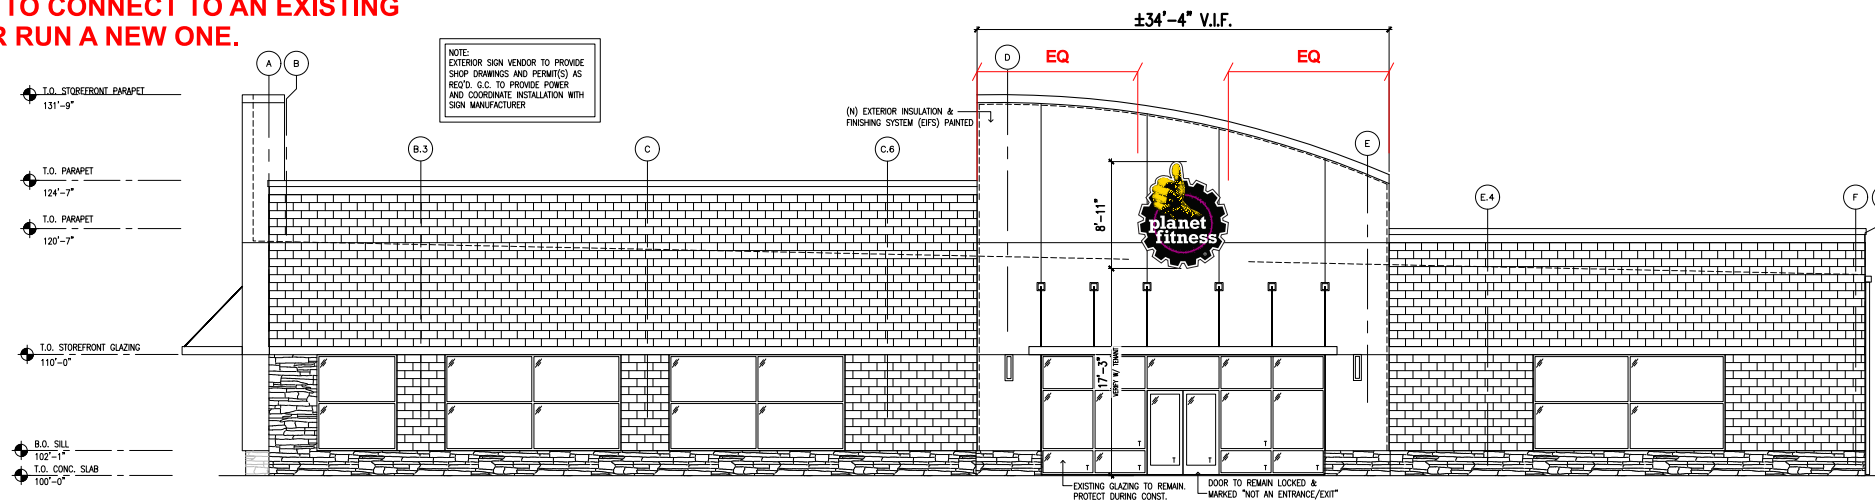 TO CONNECT TO AN EXISTING
R RUN A NEW ONE.
±34'-4" V.I.F.
EQ
EQ
NOTE:
EXTERIOR SIGN VENDOR TO PROVIDE
SHOP DRAWINGS AND PERMIT(S) AS
REQ'D. G.C. TO PROVIDE POWER
AND COORDINATE INSTALLATION WITH
SIGN MANUFACTURER
A
B
D
T.O. STOREFRONT PARAPET
131'-9"
(N) EXTERIOR INSULATION &
FINISHING SYSTEM (EIFS) PAINTED
B.3
C
C.6
E
T.O. PARAPET
124'-7"
E.4
F
T.O. PARAPET
120'-7"
8'-11"
planet
fitness
T.O. STOREFRONT GLAZING
110'-0"
17'-3"
VERIFY W/ TENANT
B.O. SILL
102'-1"
T.O. CONC. SLAB
100'-0"
T
T
T
T
T
T
T
T
EXISTING GLAZING TO REMAIN.
PROTECT DURING CONST.
DOOR TO REMAIN LOCKED &
MARKED "NOT AN ENTRANCE/EXIT"